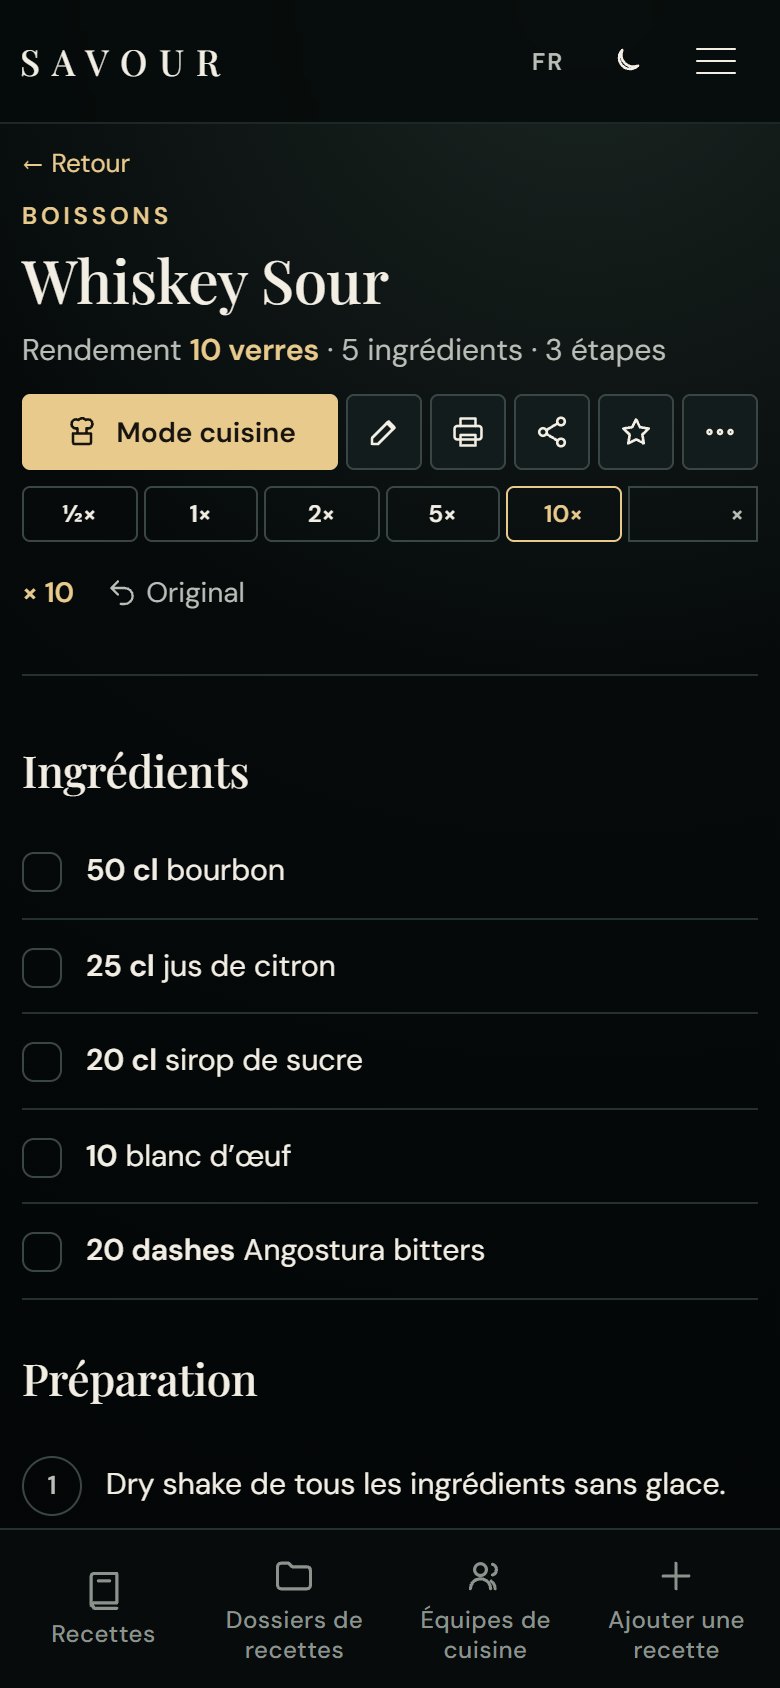 SAVOUR
FR
← Retour
BOISSONS
Whiskey Sour
Rendement 10 verres · 5 ingrédients · 3 étapes
Mode cuisine
½×
1×
2×
5×
10×
×
× 10
Original
Ingrédients
50 cl bourbon
25 cl jus de citron
20 cl sirop de sucre
10 blanc d’œuf
20 dashes Angostura bitters
Préparation
1
Dry shake de tous les ingrédients sans glace.
Recettes
Dossiers de
recettes
Équipes de
cuisine
Ajouter une
recette